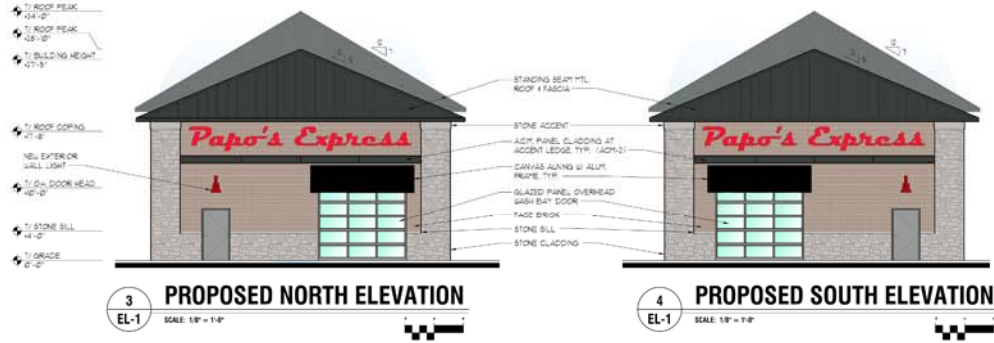 T/ ROOF PEAK
+34'-0"
T/ ROOF PEAK
+28'-10"
T/ BUILDING HEIGHT
+27'-5"
T/ ROOF COPING
+17'-8"
NEW EXTERIOR
WALL LIGHT
T/ O.H. DOOR HEAD
+10'-0"
T/ STONE SILL
+4'-0"
T/ GRADE
0'-0"
Papo's Express
STANDING SEAM MTL.
ROOF & FASCIA
STONE ACCENT
ACM. PANEL CLADDING AT
ACCENT LEDGE, TYP. (ACM-2)
CANVAS AWNING W/ ALUM.
FRAME, TYP.
GLAZED PANEL OVERHEAD
WASH BAY DOOR
FACE BRICK
STONE SILL
STONE CLADDING
Papo's Express
3
EL-1
PROPOSED NORTH ELEVATION
SCALE: 1/8" = 1'-0"
4
EL-1
PROPOSED SOUTH ELEVATION
SCALE: 1/8" = 1'-0"